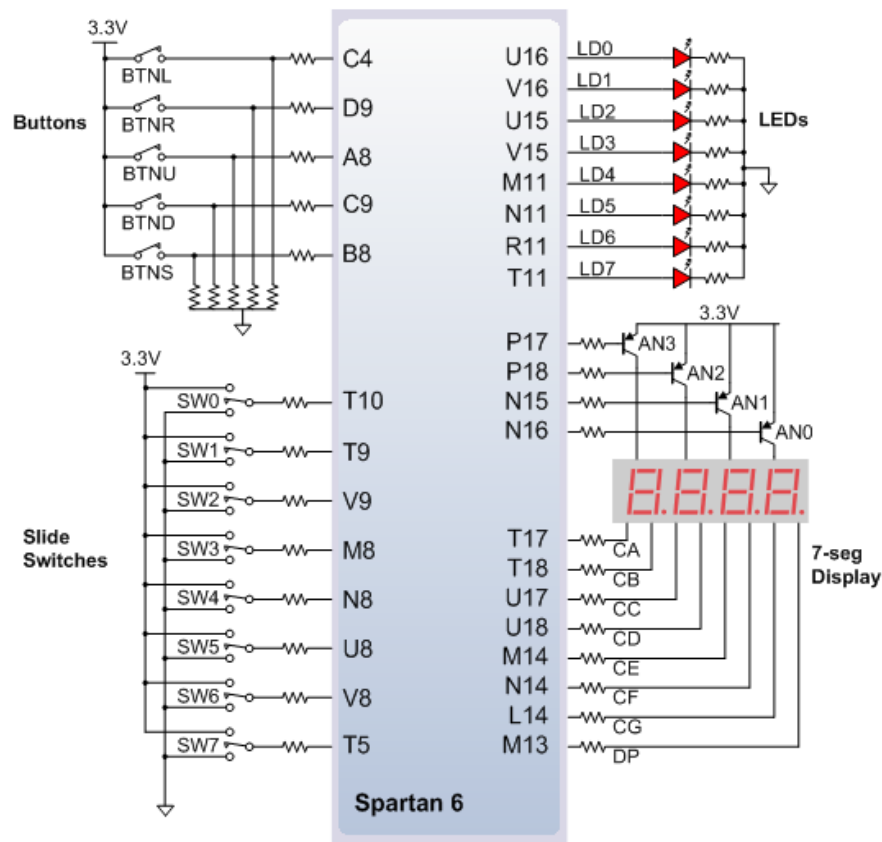 3.3V
BTNL
BTNR
BTNU
BTND
BTNS
Buttons
C4
D9
A8
C9
B8
3.3V
SW0
SW1
SW2
SW3
SW4
SW5
SW6
SW7
Slide
Switches
T10
T9
V9
M8
N8
U8
V8
T5
U16 LD0
V16 LD1
U15 LD2
V15 LD3
M11 LD4
N11 LD5
R11 LD6
T11 LD7
LEDs
3.3V
P17 AN3
P18 AN2
N15 AN1
N16 AN0
8.8.8.8.
T17 CA
T18 CB
U17 CC
U18 CD
M14 CE
N14 CF
L14 CG
M13 DP
7-seg
Display
Spartan 6